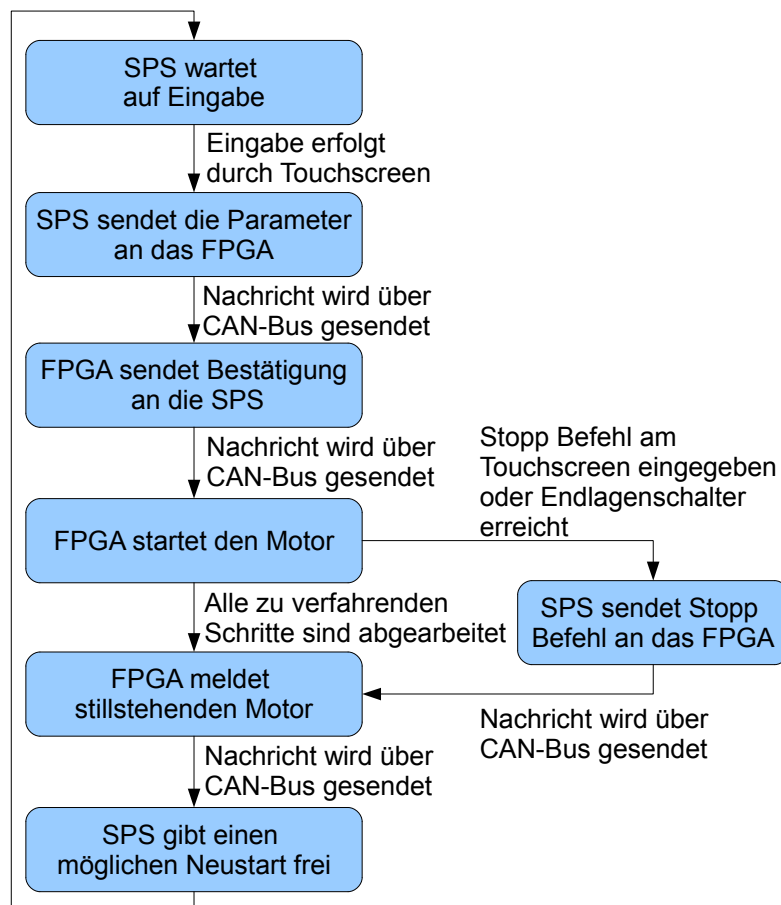 SPS wartet
auf Eingabe
Eingabe erfolgt
durch Touchscreen
SPS sendet die Parameter
an das FPGA
Nachricht wird über
CAN-Bus gesendet
FPGA sendet Bestätigung
an die SPS
Nachricht wird über
CAN-Bus gesendet
Stopp Befehl am
Touchscreen eingegeben
oder Endlagenschalter
erreicht
FPGA startet den Motor
Alle zu verfahrenden
Schritte sind abgearbeitet
SPS sendet Stopp
Befehl an das FPGA
FPGA meldet
stillstehenden Motor
Nachricht wird über
CAN-Bus gesendet
Nachricht wird über
CAN-Bus gesendet
SPS gibt einen
möglichen Neustart frei